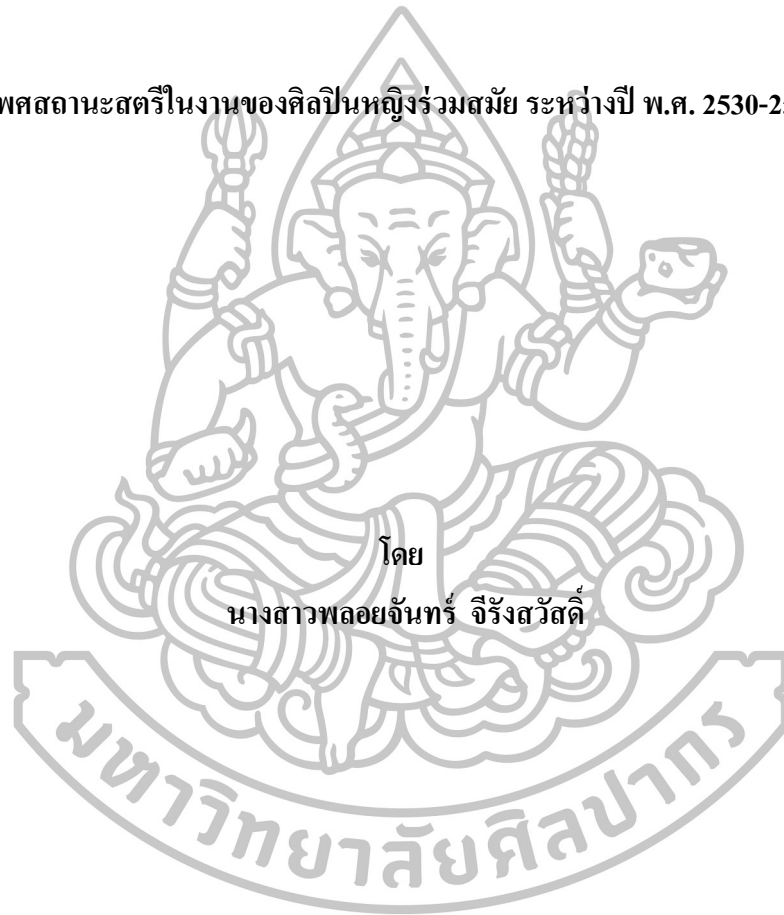 พศสถานะสตรีในงานของศิลปินหญิงร่วมสมัย ระหว่างปี พ.ศ. 2530-2
โดย
นางสาวพลอยจันทร์ จีรังสวัสดิ์
มหาวิทยาลัยศิลปากร